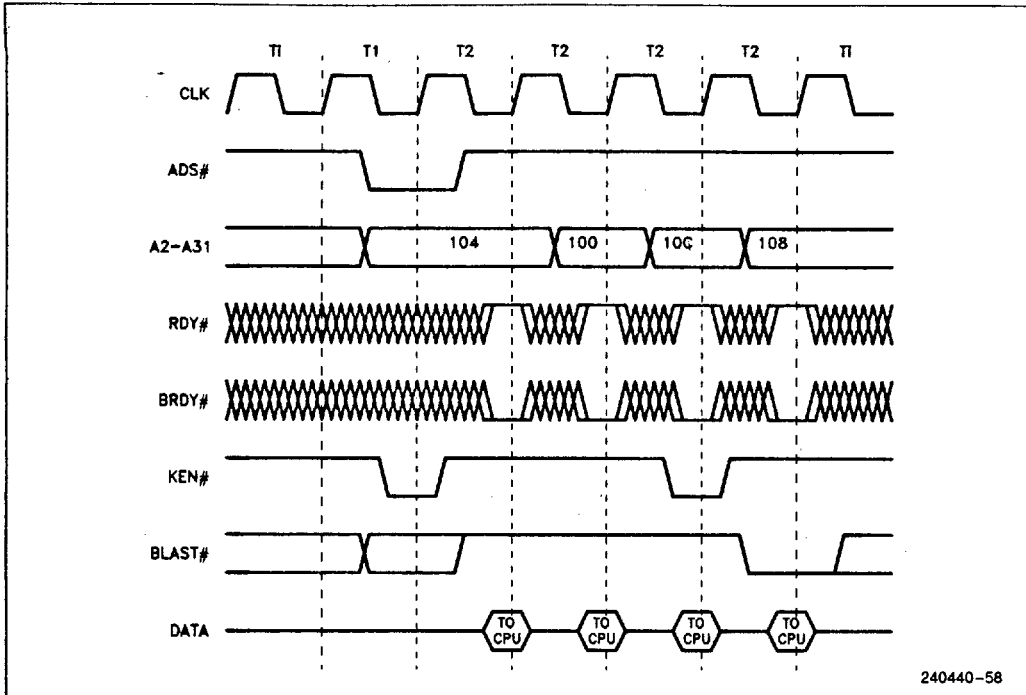 TI T1 T2 T2 T2 T2 TI
CLK
ADS#
A2-A31 104 100 10C 108
RDY#
BRDY#
KEN#
BLAST#
DATA TO CPU TO CPU TO CPU TO CPU
240440-58